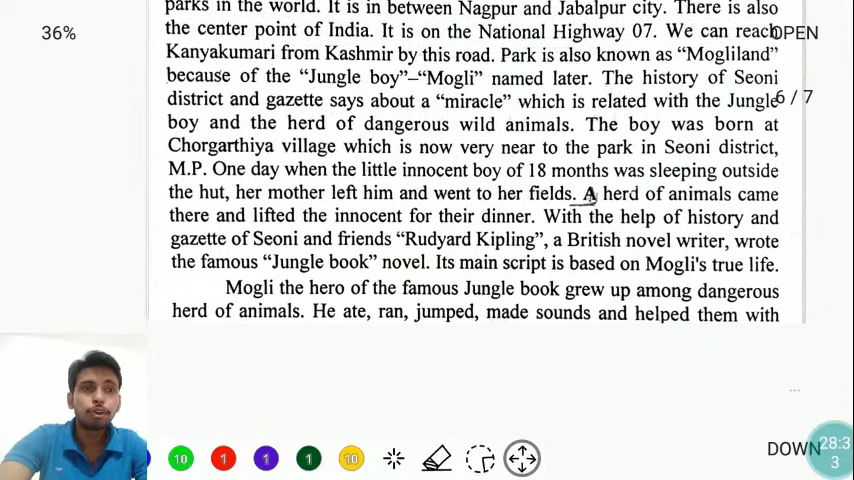 parks in the world. It is in between Nagpur and Jabalpur city. There is also
the center point of India. It is on the National Highway 07. We can reach
Kanyakumari from Kashmir by this road. Park is also known as “Mogliland”
because of the “Jungle boy”–“Mogli” named later. The history of Seoni
district and gazette says about a “miracle” which is related with the Jungle
boy and the herd of dangerous wild animals. The boy was born at
Chorgarthiya village which is now very near to the park in Seoni district,
M.P. One day when the little innocent boy of 18 months was sleeping outside
the hut, her mother left him and went to her fields. A herd of animals came
there and lifted the innocent for their dinner. With the help of history and
gazette of Seoni and friends “Rudyard Kipling”, a British novel writer, wrote
the famous “Jungle book” novel. Its main script is based on Mogli's true life.
Mogli the hero of the famous Jungle book grew up among dangerous
herd of animals. He ate, ran, jumped, made sounds and helped them with
36%
OPEN
6 / 7
...
10
1
1
1
10
DOWN
28:3
3